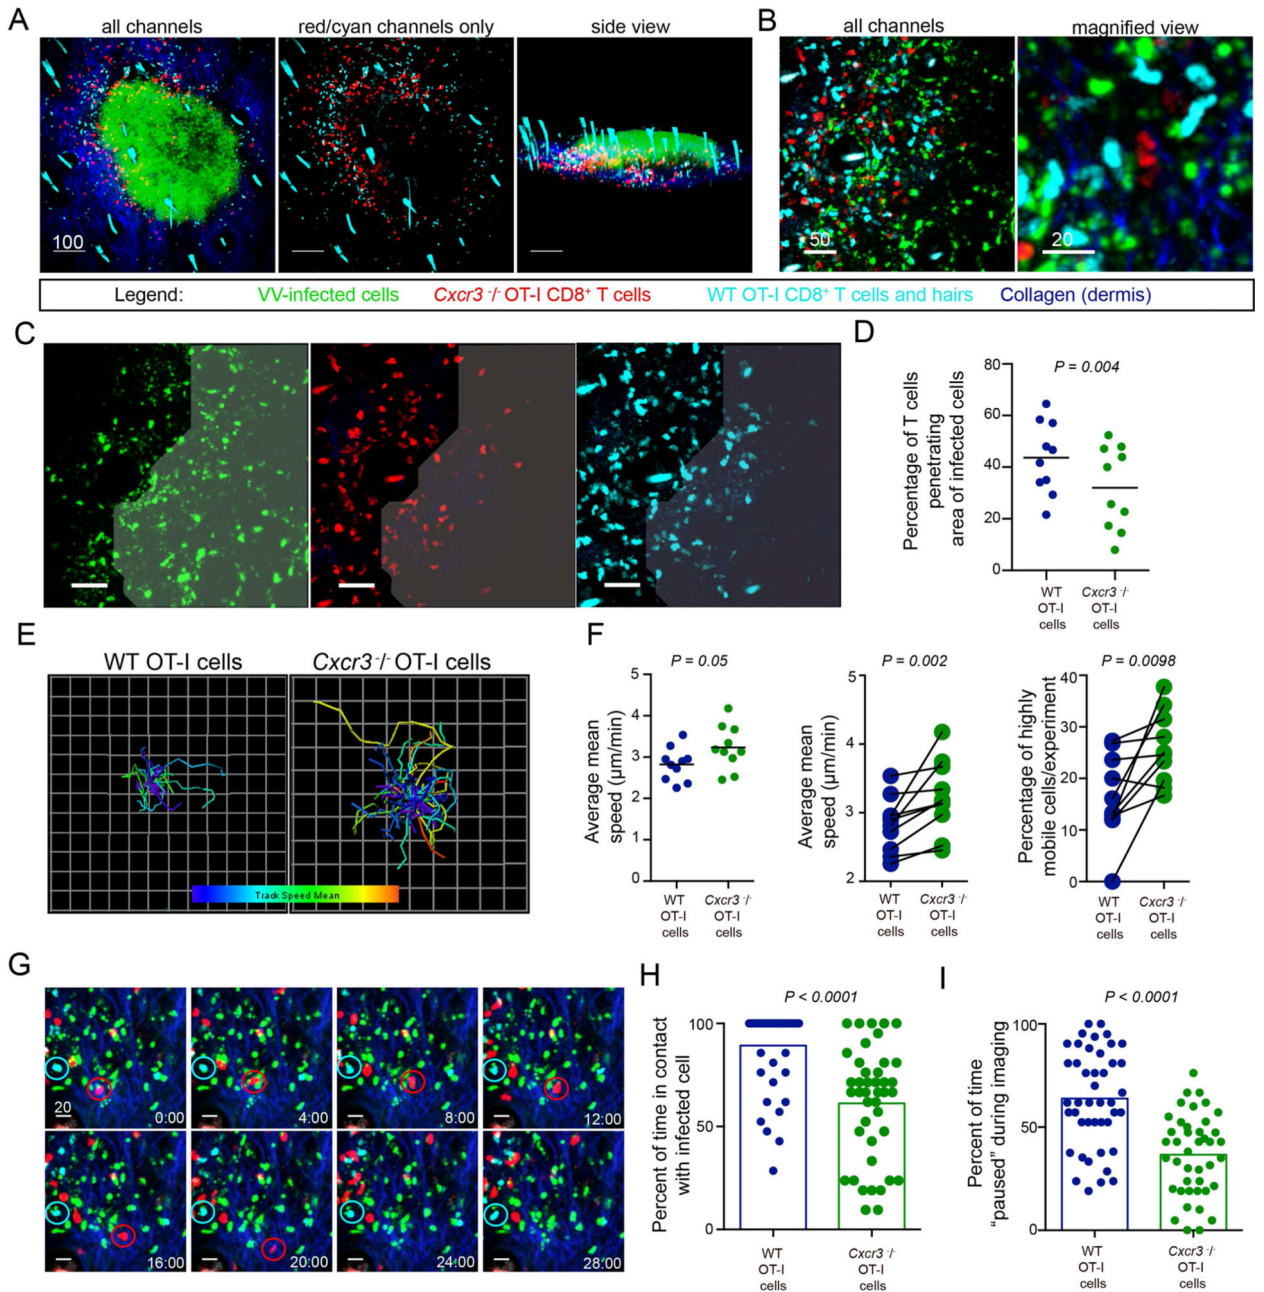 A
all channels
red/cyan channels only
side view
B
all channels
magnified view
100
50
20
Legend: VV-infected cells Cxcr3 -/- OT-I CD8+ T cells WT OT-I CD8+ T cells and hairs Collagen (dermis)
C
D
Percentage of T cells
penetrating
area of infected cells
P = 0.004
80
60
40
20
0
WT
OT-I
cells
Cxcr3 -/-
OT-I
cells
E
WT OT-I cells
Cxcr3 -/- OT-I cells
Track Speed Mean
F
P = 0.05
Average mean
speed (µm/min)
5
4
3
2
1
0
WT
OT-I
cells
Cxcr3 -/-
OT-I
cells
P = 0.002
Average mean
speed (µm/min)
5
4
3
2
WT
OT-I
cells
Cxcr3 -/-
OT-I
cells
P = 0.0098
Percentage of highly
mobile cells/experiment
40
30
20
10
0
WT
OT-I
cells
Cxcr3 -/-
OT-I
cells
G
20
0:00
4:00
8:00
12:00
16:00
20:00
24:00
28:00
H
P < 0.0001
Percent of time in contact
with infected cell
100
50
0
WT
OT-I
cells
Cxcr3 -/-
OT-I
cells
I
P < 0.0001
Percent of time
“paused” during imaging
100
50
0
WT
OT-I
cells
Cxcr3 -/-
OT-I
cells